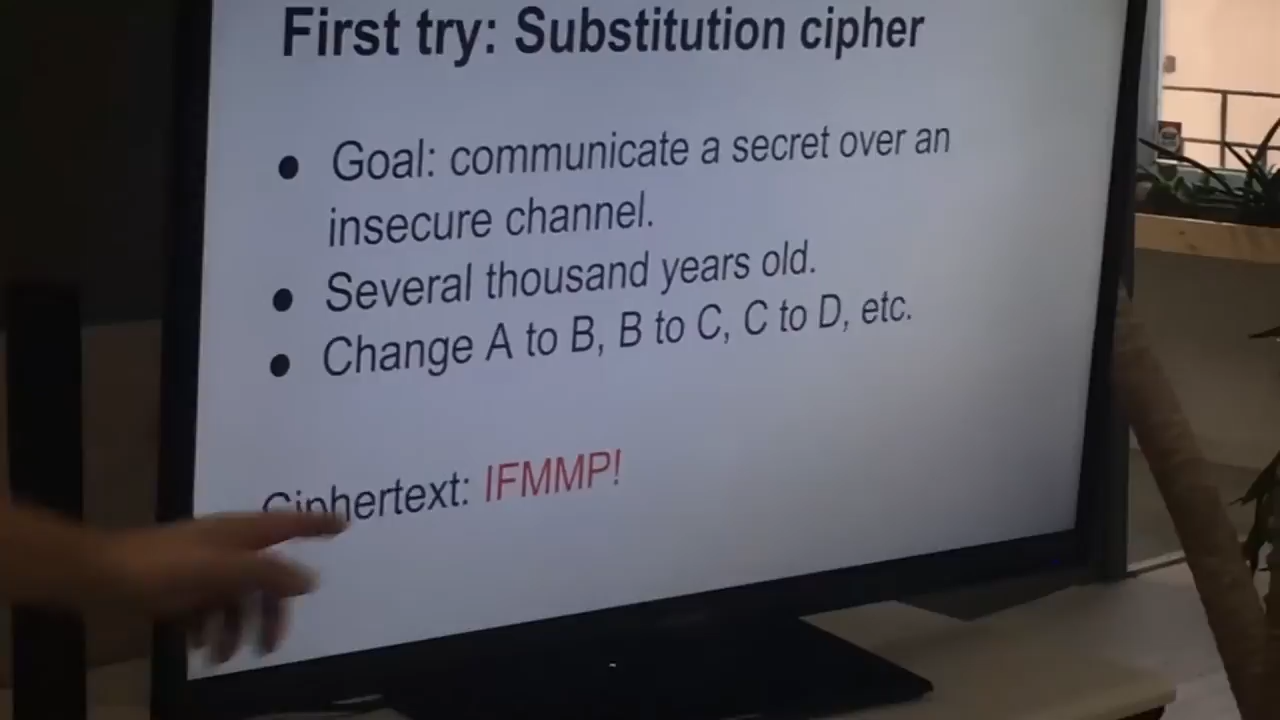 First try: Substitution cipher
● Goal: communicate a secret over an
insecure channel.
● Several thousand years old.
● Change A to B, B to C, C to D, etc.
Ciphertext: IFMMP!